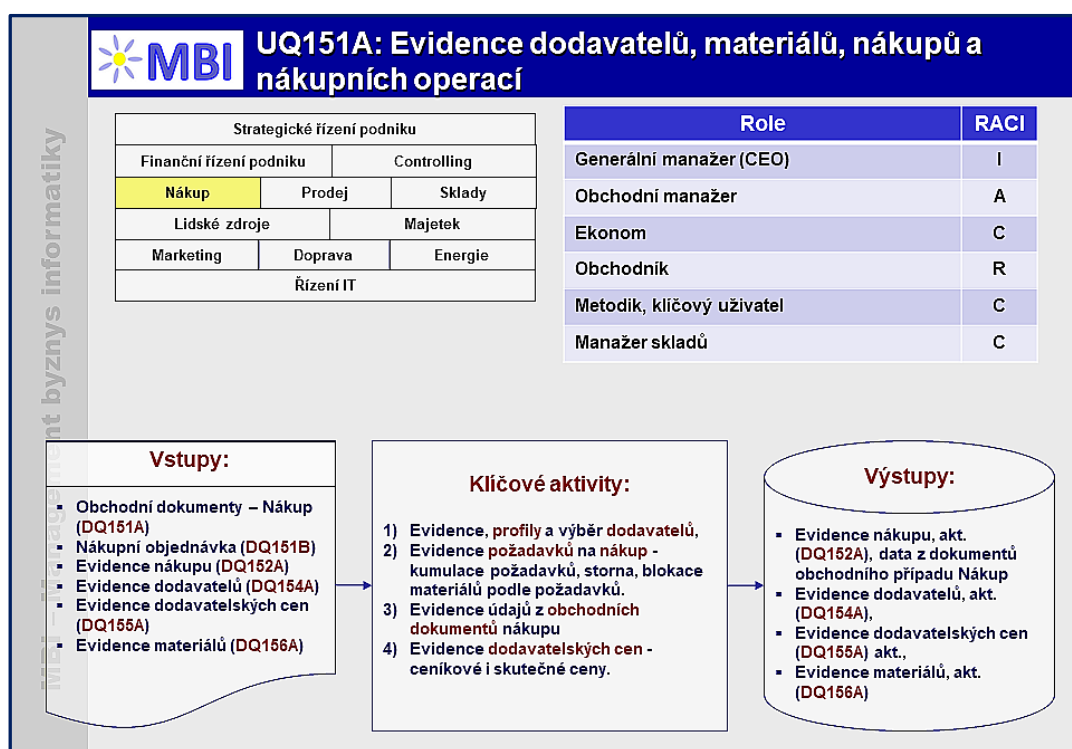 MBI
UQ151A: Evidence dodavatelů, materiálů, nákupů a
nákupních operací
MBI – Management byznys informatiky
Strategické řízení podniku
Finanční řízení podniku
Controlling
Nákup
Prodej
Sklady
Lidské zdroje
Majetek
Marketing
Doprava
Energie
Řízení IT
Role RACI
Generální manažer (CEO) I
Obchodní manažer A
Ekonom C
Obchodník R
Metodik, klíčový uživatel C
Manažer skladů C
Vstupy:
▪ Obchodní dokumenty – Nákup
(DQ151A)
▪ Nákupní objednávka (DQ151B)
▪ Evidence nákupu (DQ152A)
▪ Evidence dodavatelů (DQ154A)
▪ Evidence dodavatelských cen
(DQ155A)
▪ Evidence materiálů (DQ156A)
Klíčové aktivity:
1) Evidence, profily a výběr dodavatelů,
2) Evidence požadavků na nákup -
kumulace požadavků, storna, blokace
materiálů podle požadavků.
3) Evidence údajů z obchodních
dokumentů nákupu
4) Evidence dodavatelských cen -
ceníkové i skutečné ceny.
Výstupy:
▪ Evidence nákupu, akt.
(DQ152A), data z dokumentů
obchodního případu Nákup
▪ Evidence dodavatelů, akt.
(DQ154A),
▪ Evidence dodavatelských cen
(DQ155A) akt.,
▪ Evidence materiálů, akt.
(DQ156A)